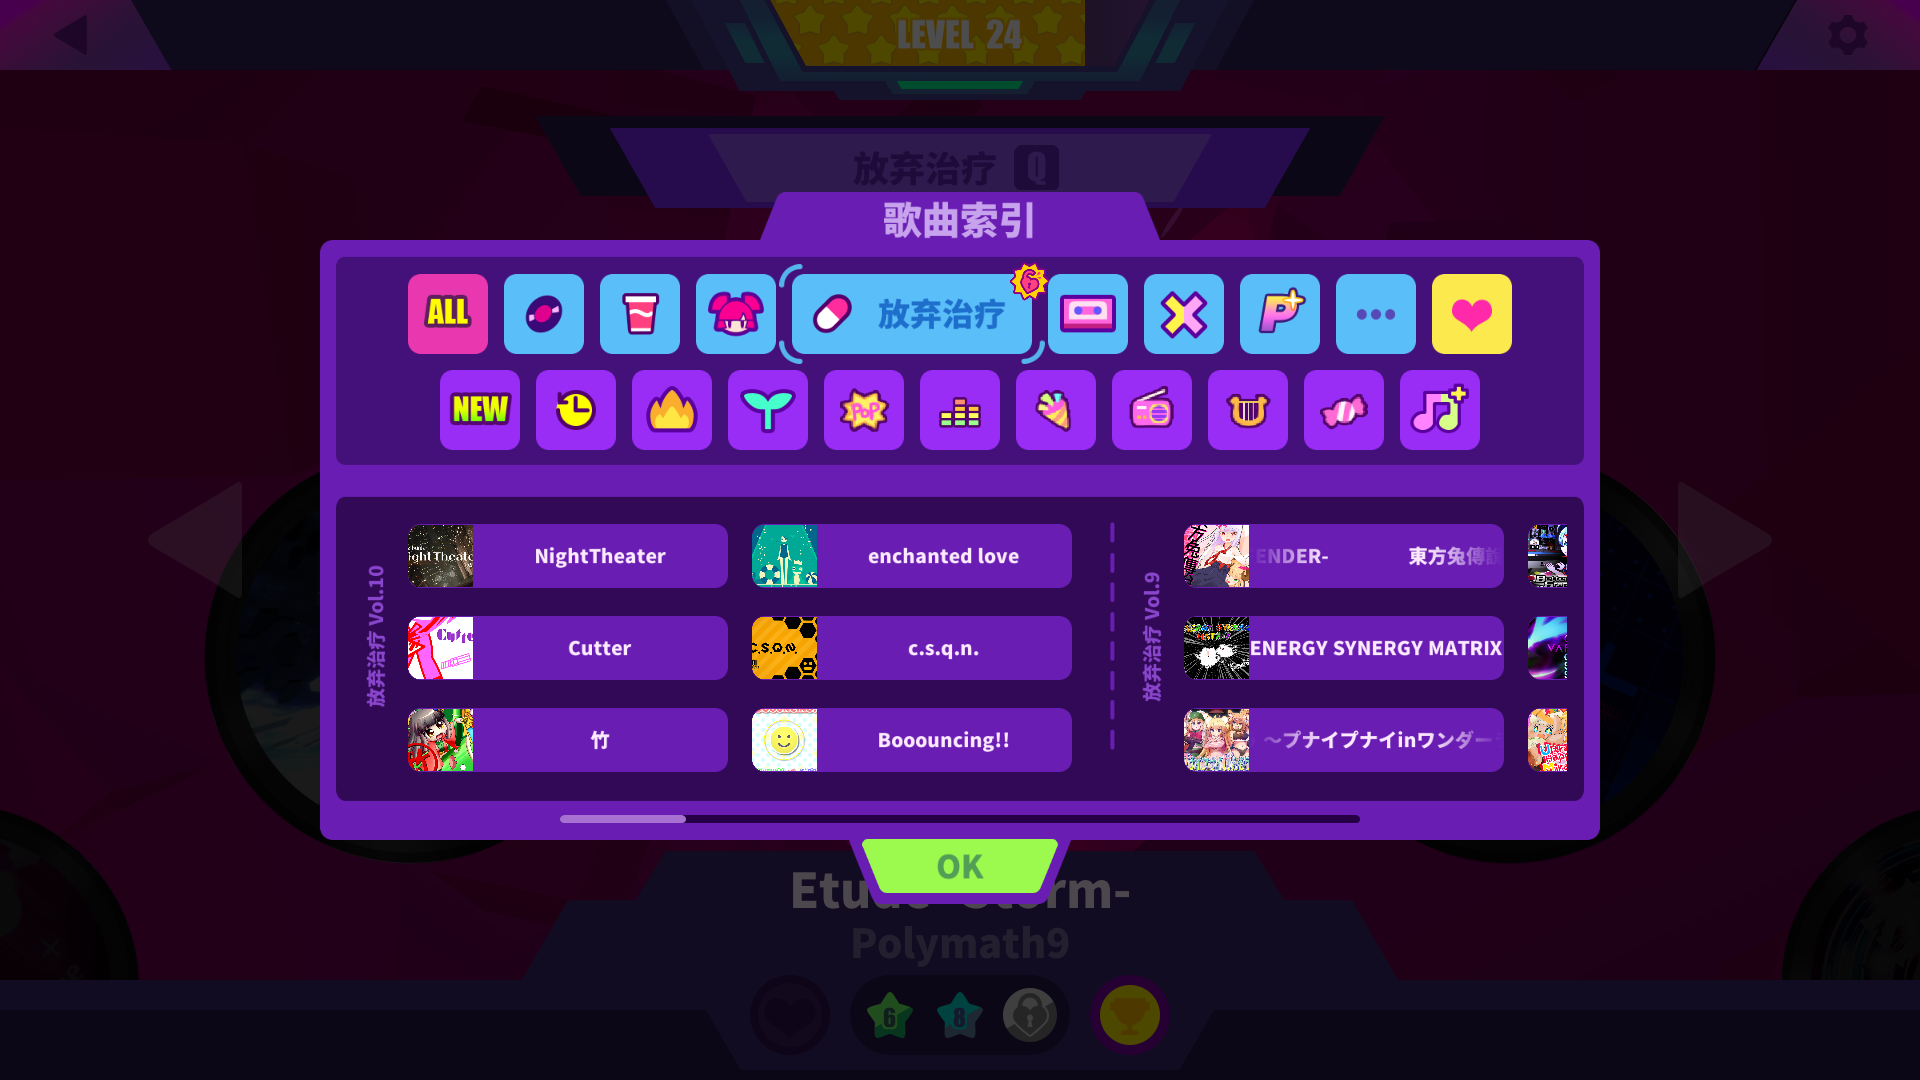 LEVEL 24
放弃治疗 Q
歌曲索引
ALL
放弃治疗
6
P
NEW
POP
放弃治疗 Vol.10
NightTheater
enchanted love
Cutter
c.s.q.n.
竹
Booouncing!!
放弃治疗 Vol.9
ENDER-
東方兔傳說
ENERGY SYNERGY MATRIX
～プナイプナイinワンダー
OK
Polymath9
6
8